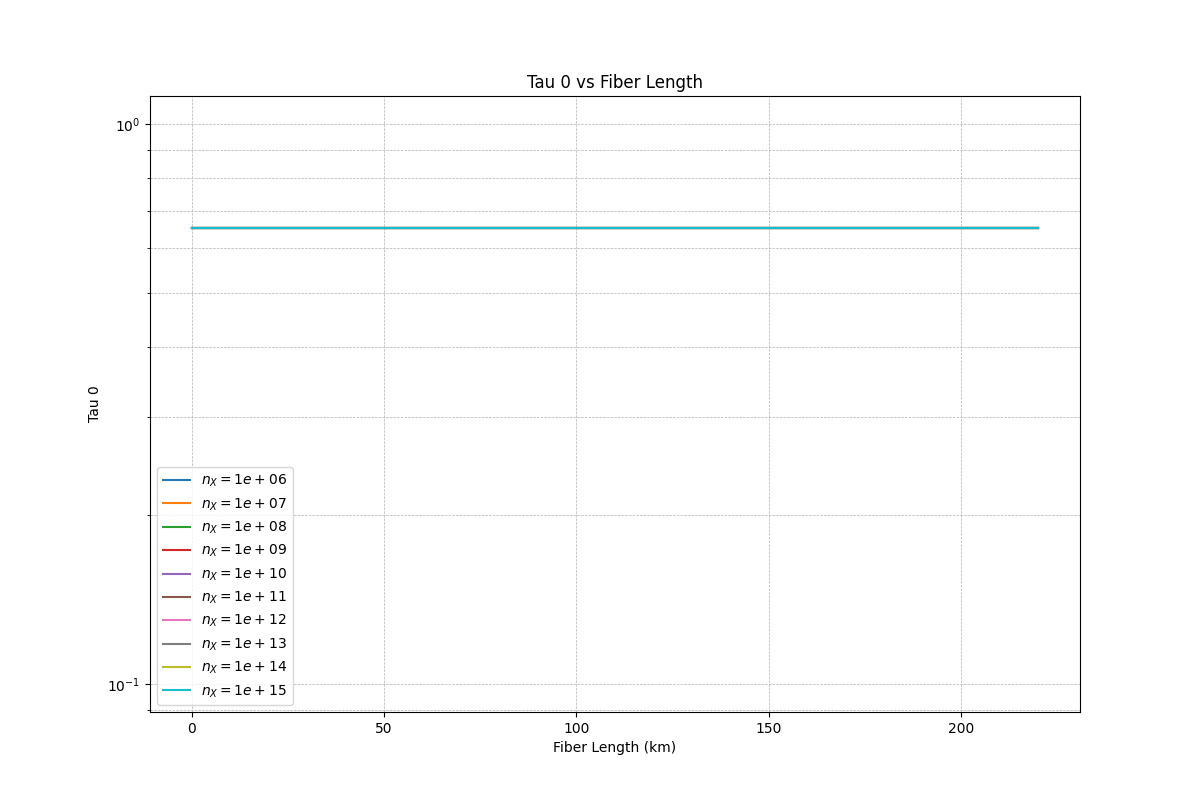 Tau 0 vs Fiber Length
10⁰
Tau 0
n_X = 1e + 06
n_X = 1e + 07
n_X = 1e + 08
n_X = 1e + 09
n_X = 1e + 10
n_X = 1e + 11
n_X = 1e + 12
n_X = 1e + 13
n_X = 1e + 14
n_X = 1e + 15
10⁻¹
0 50 100 150 200
Fiber Length (km)